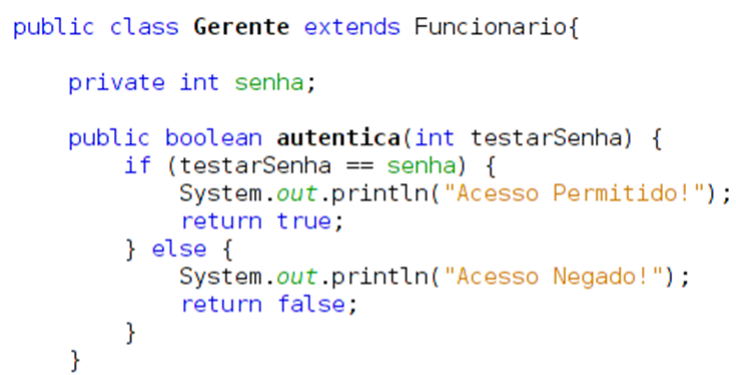 public class Gerente extends Funcionario{
private int senha;
public boolean autentica(int testarSenha) {
if (testarSenha == senha) {
System.out.println("Acesso Permitido!");
return true;
} else {
System.out.println("Acesso Negado!");
return false;
}
}